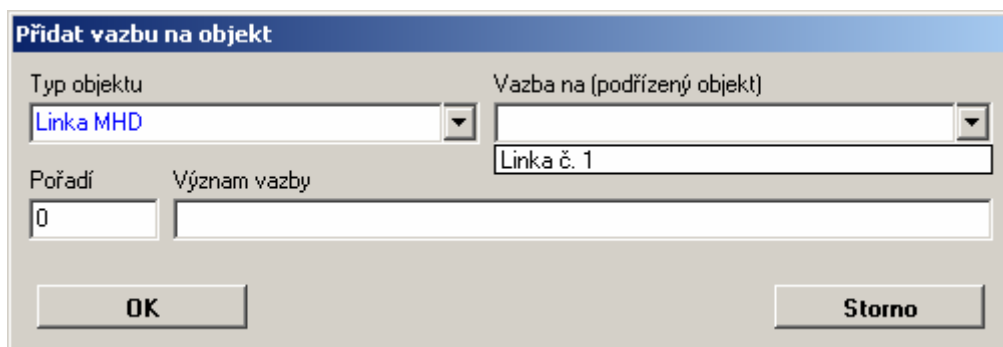 Přidat vazbu na objekt
Typ objektu
Vazba na (podřízený objekt)
Linka MHD
Linka č. 1
Pořadí
Význam vazby
0
OK
Storno